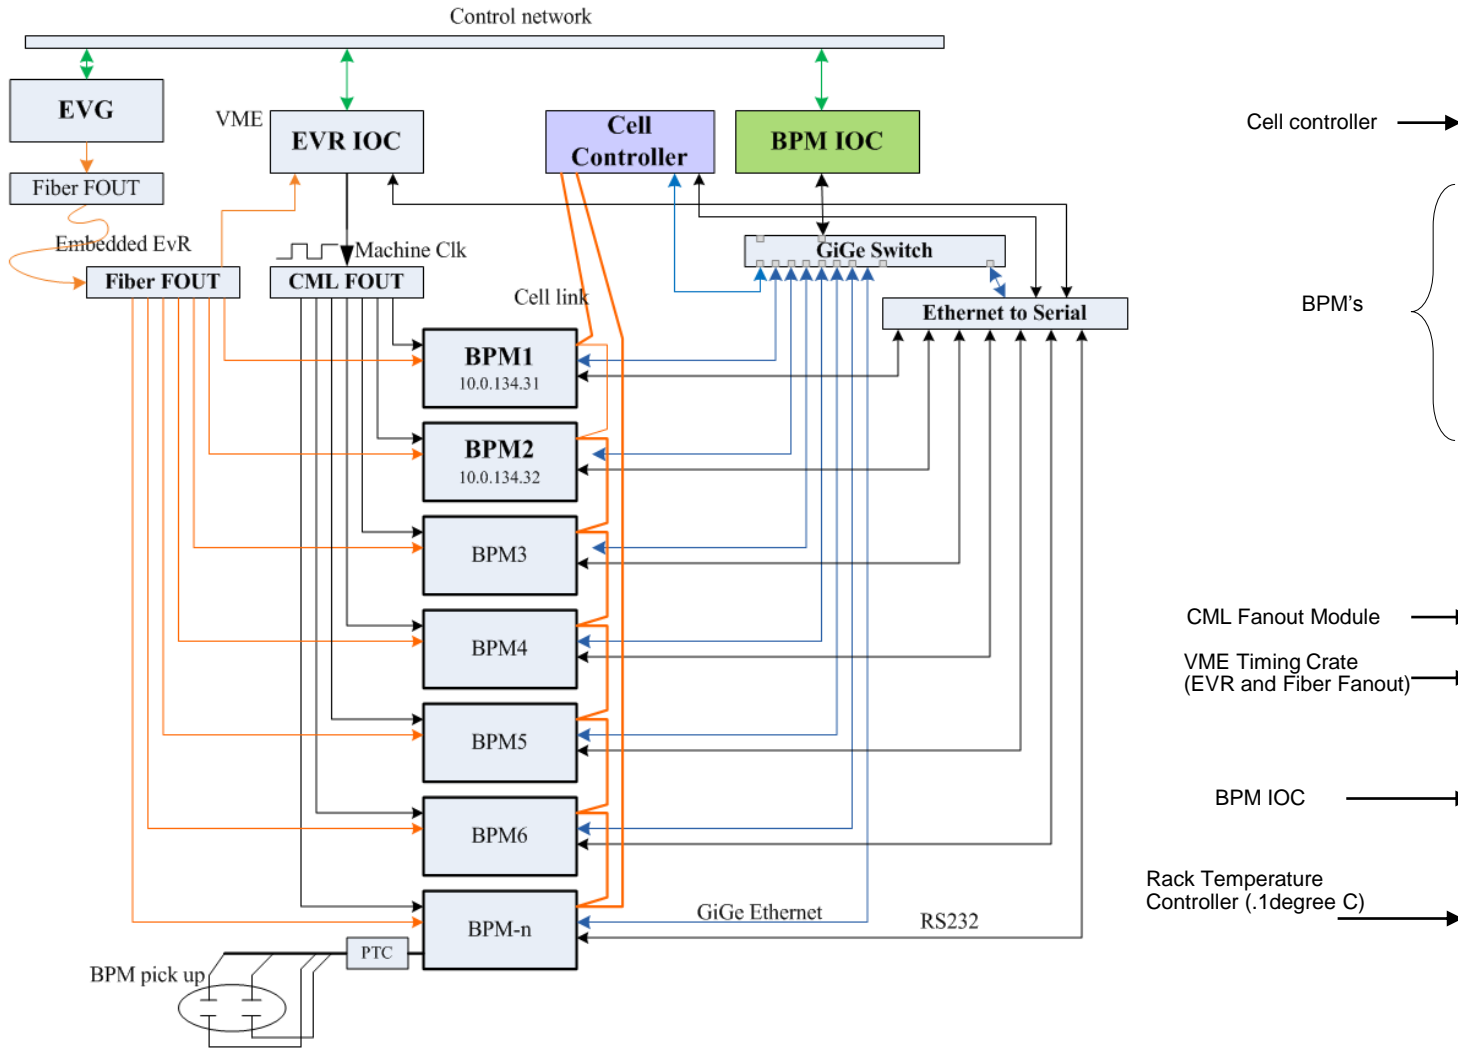 Control network
EVG
VME
EVR IOC
Cell
Controller
BPM IOC
Cell controller
Fiber FOUT
Embedded EvR
Machine Clk
GiGe Switch
Fiber FOUT
CML FOUT
Cell link
Ethernet to Serial
BPM's
BPM1
10.0.134.31
BPM2
10.0.134.32
BPM3
BPM4
CML Fanout Module
VME Timing Crate
(EVR and Fiber Fanout)
BPM5
BPM IOC
BPM6
Rack Temperature
Controller (.1degree C)
GiGe Ethernet
RS232
BPM-n
PTC
BPM pick up